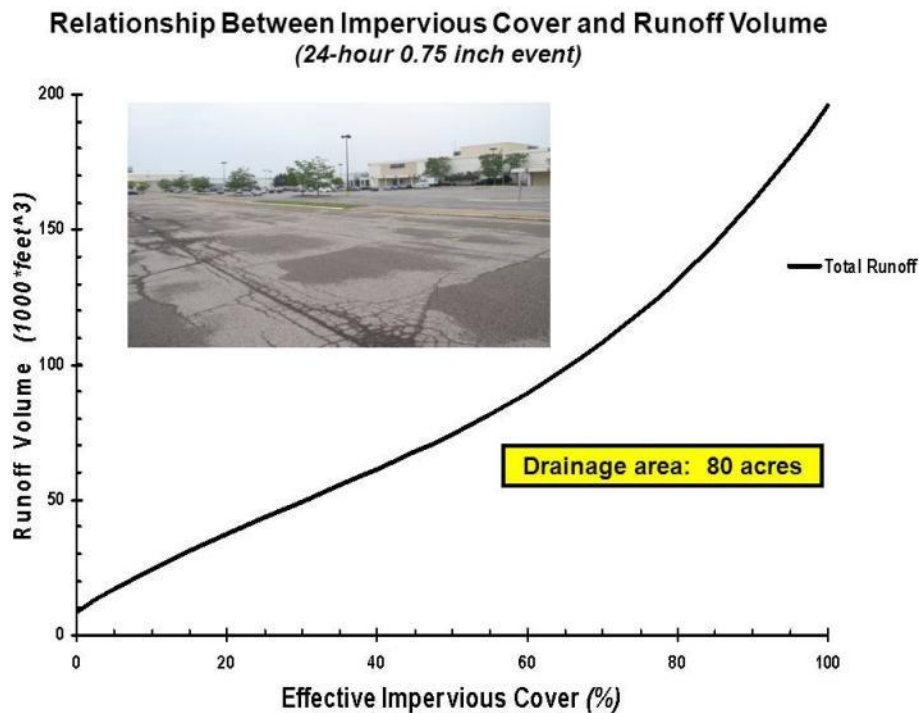 Relationship Between Impervious Cover and Runoff Volume
(24-hour 0.75 inch event)
Runoff Volume (1000*feet^3)
200
150
100
50
0
Total Runoff
Drainage area: 80 acres
0 20 40 60 80 100
Effective Impervious Cover (%)